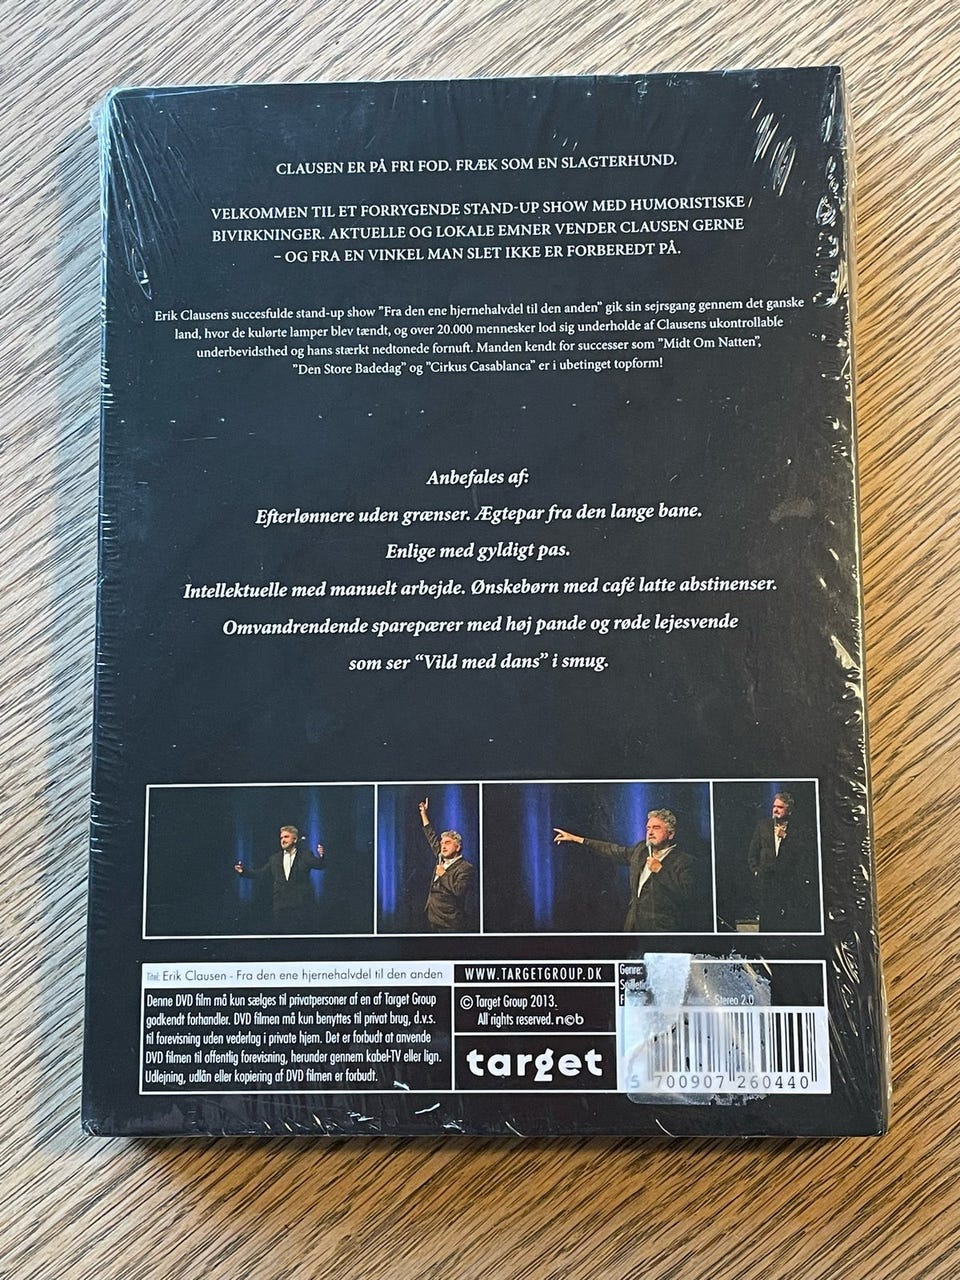 CLAUSEN ER PÅ FRI FOD. FRÆK SOM EN SLAGTERHUND.
VELKOMMEN TIL ET FORRYGENDE STAND-UP SHOW MED HUMORISTISKE /
BIVIRKNINGER. AKTUELLE OG LOKALE EMNER VENDER CLAUSEN GERNE
– OG FRA EN VINKEL MAN SLET IKKE ER FORBEREDT PÅ.
Erik Clausens succesfulde stand-up show "Fra den ene hjernehalvdel til den anden" gik sin sejrsgang gennem det ganske
land, hvor de kulørte lamper blev tændt, og over 20.000 mennesker lod sig underholde af Clausens ukontrollable
underbevidsthed og hans stærkt nedtonede fornuft. Manden kendt for successer som "Midt Om Natten",
"Den Store Badedag" og "Cirkus Casablanca" er i ubetinget topform!
Anbefales af:
Efterlønnere uden grænser. Ægtepar fra den lange bane.
Enlige med gyldigt pas.
Intellektuelle med manuelt arbejde. Ønskebørn med café latte abstinenser.
Omvandrendende sparepærer med høj pande og røde lejesvende
som ser “Vild med dans” i smug.
Titel: Erik Clausen - Fra den ene hjernehalvdel til den anden
Denne DVD film må kun sælges til privatpersoner af en af Target Group
godkendt forhandler. DVD filmen må kun benyttes til privat brug, d.v.s.
til forevisning uden vederlag i private hjem. Det er forbudt at anvende
DVD filmen til offentlig forevisning, herunder gennem kabel-TV eller lign.
Udlejning, udlån eller kopiering af DVD filmen er forbudt.
WWW.TARGETGROUP.DK
© Target Group 2013.
All rights reserved. n©b
target
Genre:
Stereo 2.0
5 700907 260440